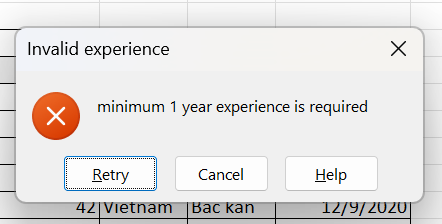 Invalid experience
minimum 1 year experience is required
Retry Cancel Help
42 Vietnam Bac kan 12/9/2020